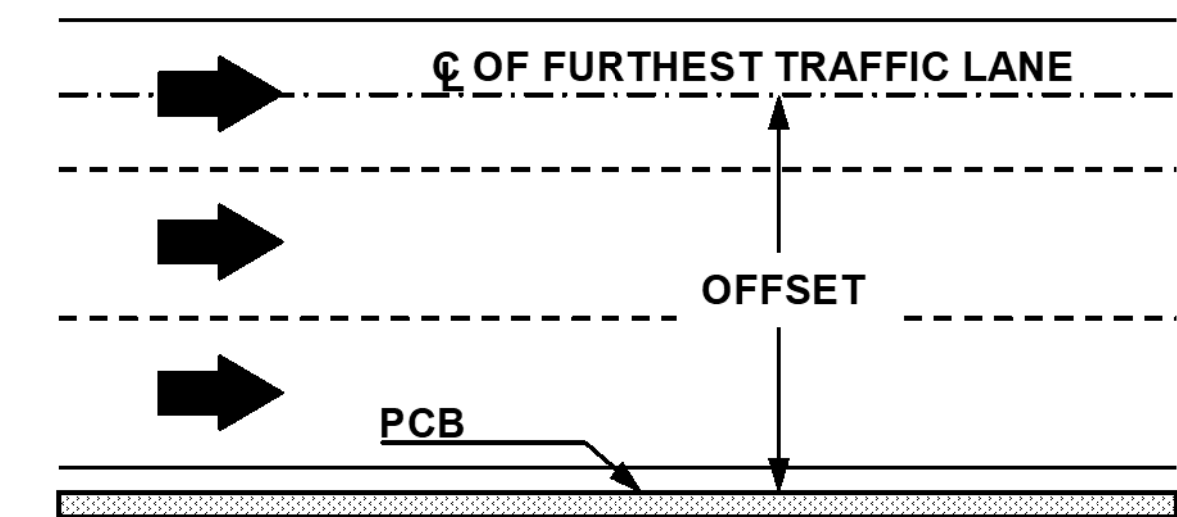 ℄ OF FURTHEST TRAFFIC LANE
OFFSET
PCB